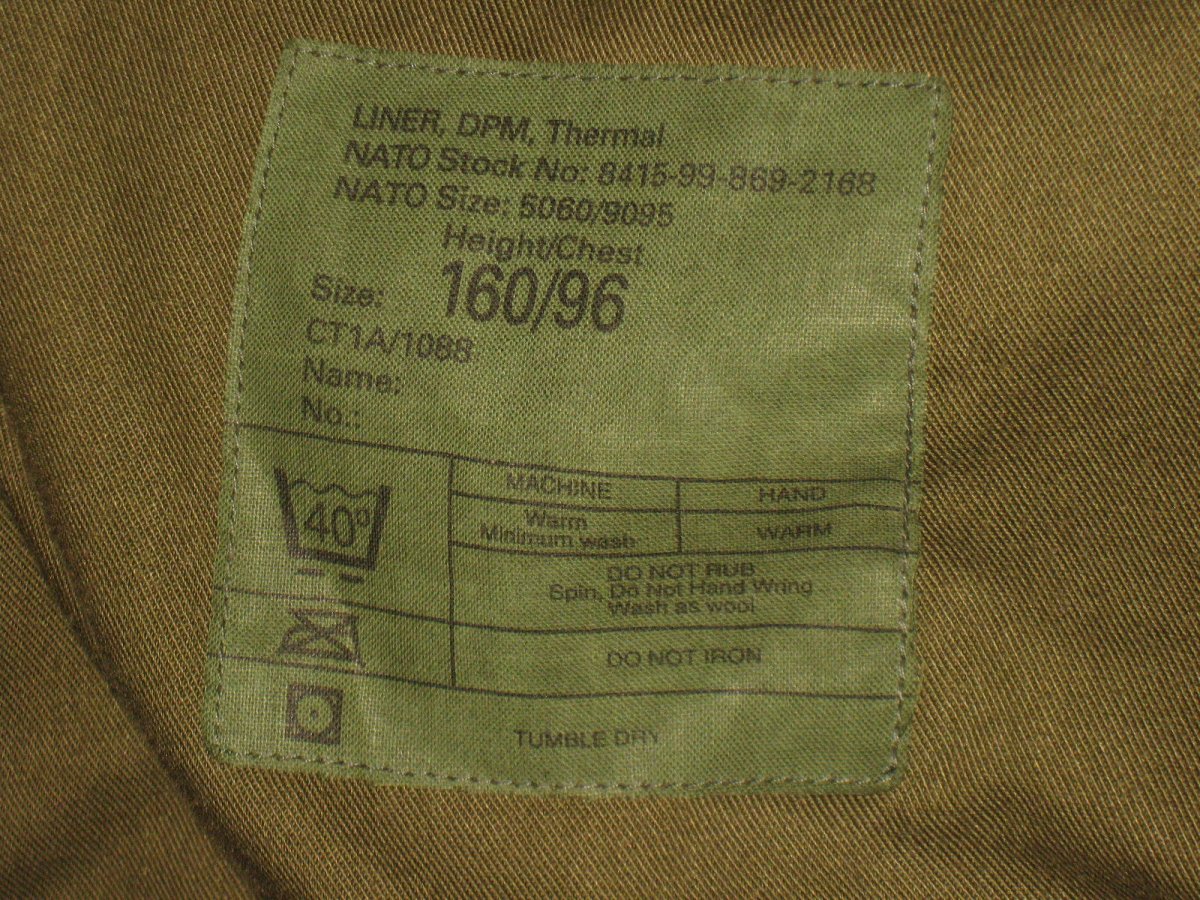 LINER, DPM, Thermal
NATO Stock No: 8415-99-869-2168
NATO Size: 5060/9095
Height/Chest
Size: 160/96
CT1A/1088
Name:
No.:
40° MACHINE HAND
Warm WARM
Minimum wash
DO NOT RUB
Spin, Do Not Hand Wring
Wash as wool
DO NOT IRON
TUMBLE DRY